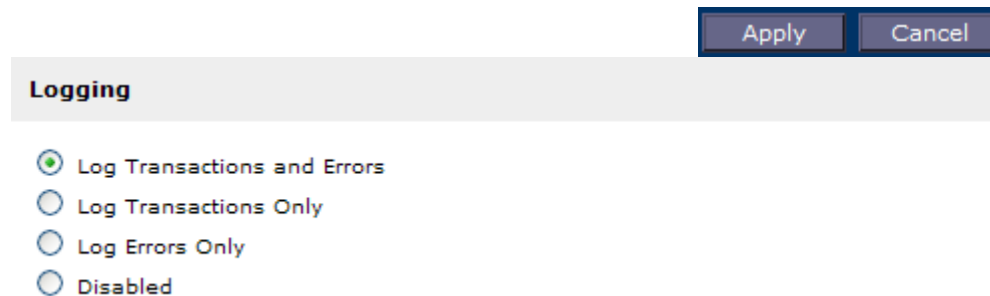 Apply Cancel
Logging
Log Transactions and Errors
Log Transactions Only
Log Errors Only
Disabled